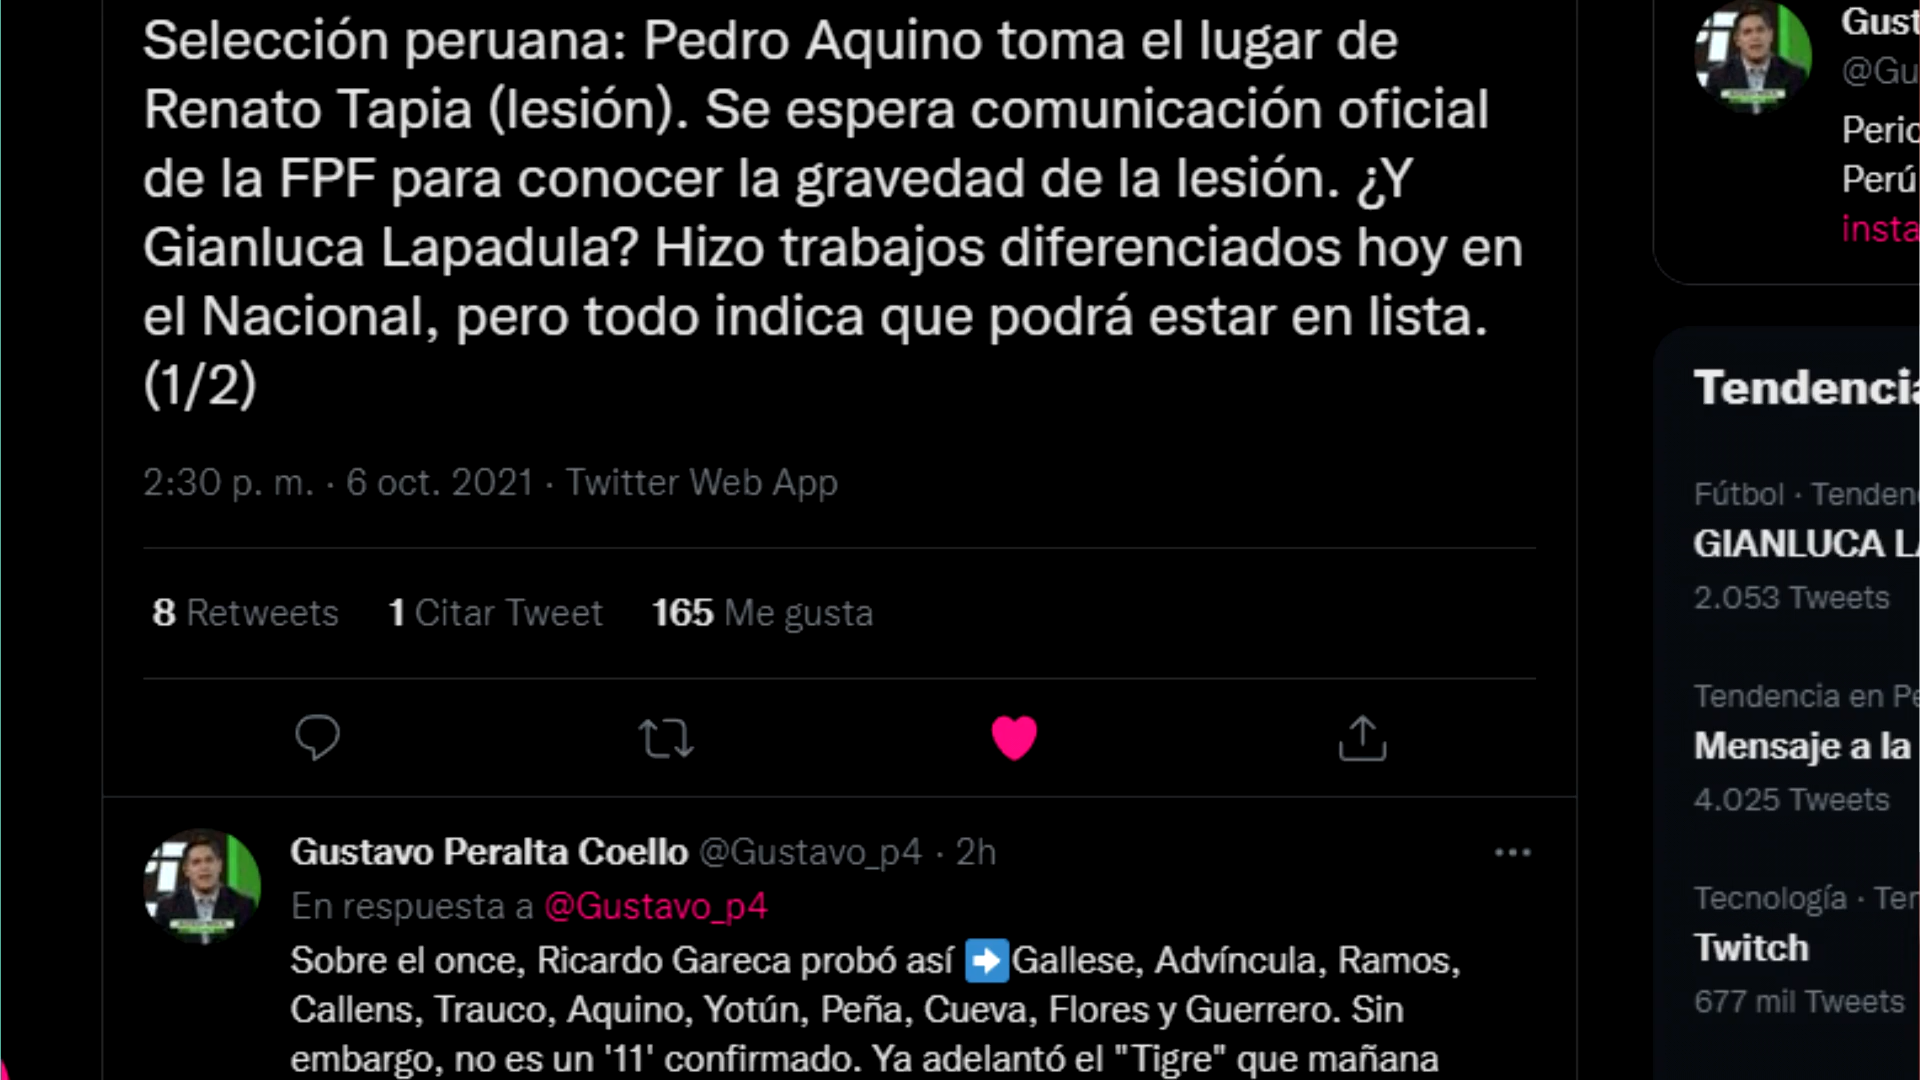 Selección peruana: Pedro Aquino toma el lugar de
Renato Tapia (lesión). Se espera comunicación oficial
de la FPF para conocer la gravedad de la lesión. ¿Y
Gianluca Lapadula? Hizo trabajos diferenciados hoy en
el Nacional, pero todo indica que podrá estar en lista.
(1/2)
2:30 p. m. · 6 oct. 2021 · Twitter Web App
8 Retweets 1 Citar Tweet 165 Me gusta
Gustavo Peralta Coello @Gustavo_p4 · 2h
En respuesta a @Gustavo_p4
Sobre el once, Ricardo Gareca probó así ➡️Gallese, Advíncula, Ramos,
Callens, Trauco, Aquino, Yotún, Peña, Cueva, Flores y Guerrero. Sin
embargo, no es un '11' confirmado. Ya adelantó el "Tigre" que mañana
Gust
@Gu
Perio
Perú
insta
Tendencia
Fútbol · Tenden
GIANLUCA LA
2.053 Tweets
Tendencia en Pe
Mensaje a la
4.025 Tweets
Tecnología · Ter
Twitch
677 mil Tweets